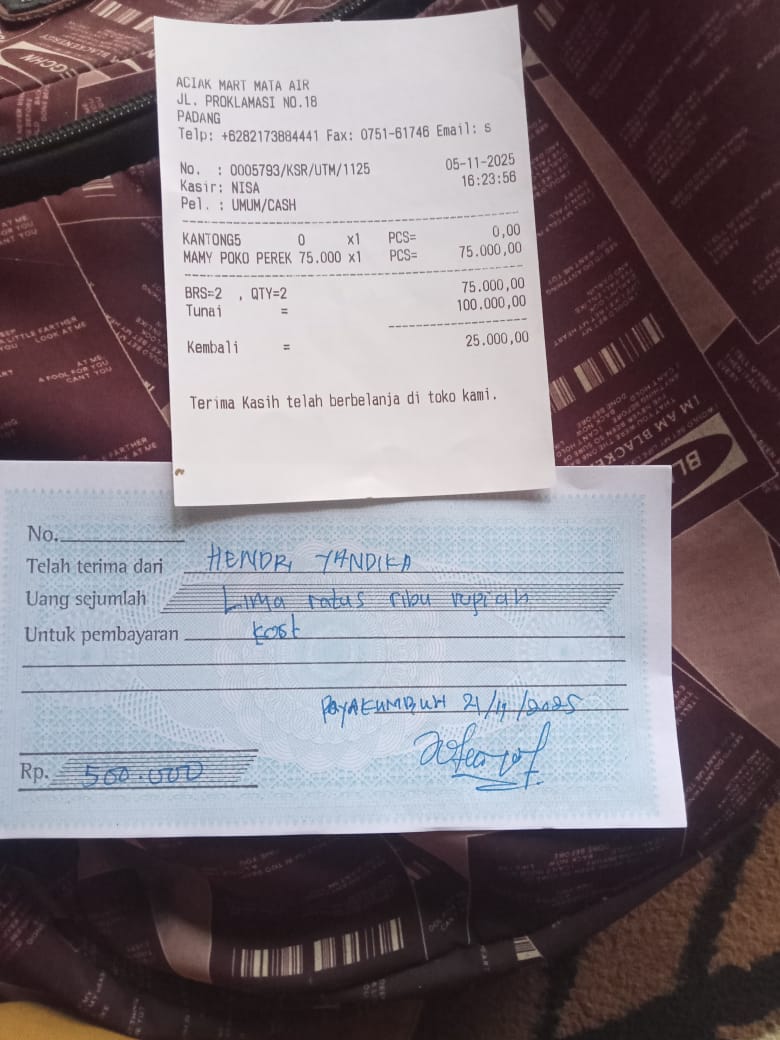 ACIAK MART MATA AIR
JL. PROKLAMASI NO.18
PADANG
Telp: +6282173884441 Fax: 0751-61746 Email: s
No. : 0005793/KSR/UTM/1125 05-11-2025
Kasir: NISA 16:23:56
Pel. : UMUM/CASH
KANTONG5 0 x1 PCS= 0,00
MAMY POKO PEREK 75.000 x1 PCS= 75.000,00
BRS=2 , QTY=2 75.000,00
Tunai = 100.000,00
Kembali = 25.000,00
Terima Kasih telah berbelanja di toko kami.
No.
Telah terima dari HENDRI YANDIKA
Uang sejumlah Lima ratus ribu rupiah
Untuk pembayaran kost
PAYAKUMBUH 21/11/2025
Rp. 500.000